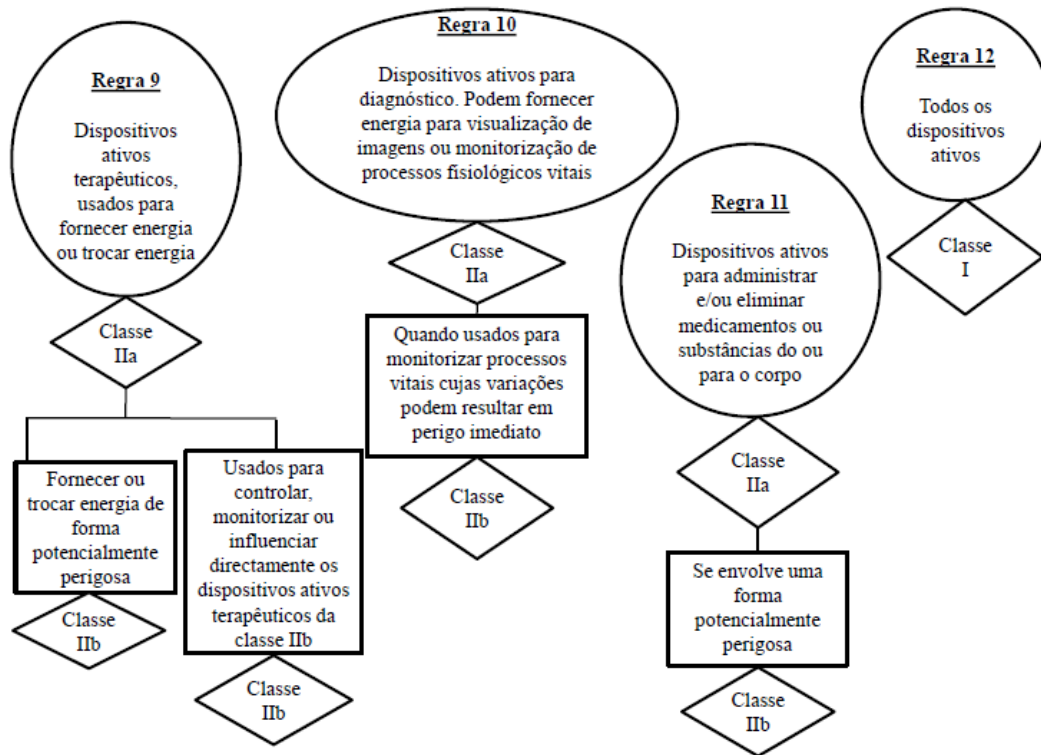 Regra 9
Dispositivos
ativos
terapêuticos,
usados para
fornecer energia
ou trocar energia
Classe
IIa
Fornecer ou
trocar energia de
forma
potencialmente
perigosa
Classe
IIb
Usados para
controlar,
monitorizar ou
influenciar
directamente os
dispositivos ativos
terapêuticos da
classe IIb
Classe
IIb
Regra 10
Dispositivos ativos para
diagnóstico. Podem fornecer
energia para visualização de
imagens ou monitorização de
processos fisiológicos vitais
Classe
IIa
Quando usados para
monitorizar processos
vitais cujas variações
podem resultar em
perigo imediato
Classe
IIb
Regra 11
Dispositivos ativos
para administrar
e/ou eliminar
medicamentos ou
substâncias do ou
para o corpo
Classe
IIa
Se envolve uma
forma
potencialmente
perigosa
Classe
IIb
Regra 12
Todos os
dispositivos
ativos
Classe
I